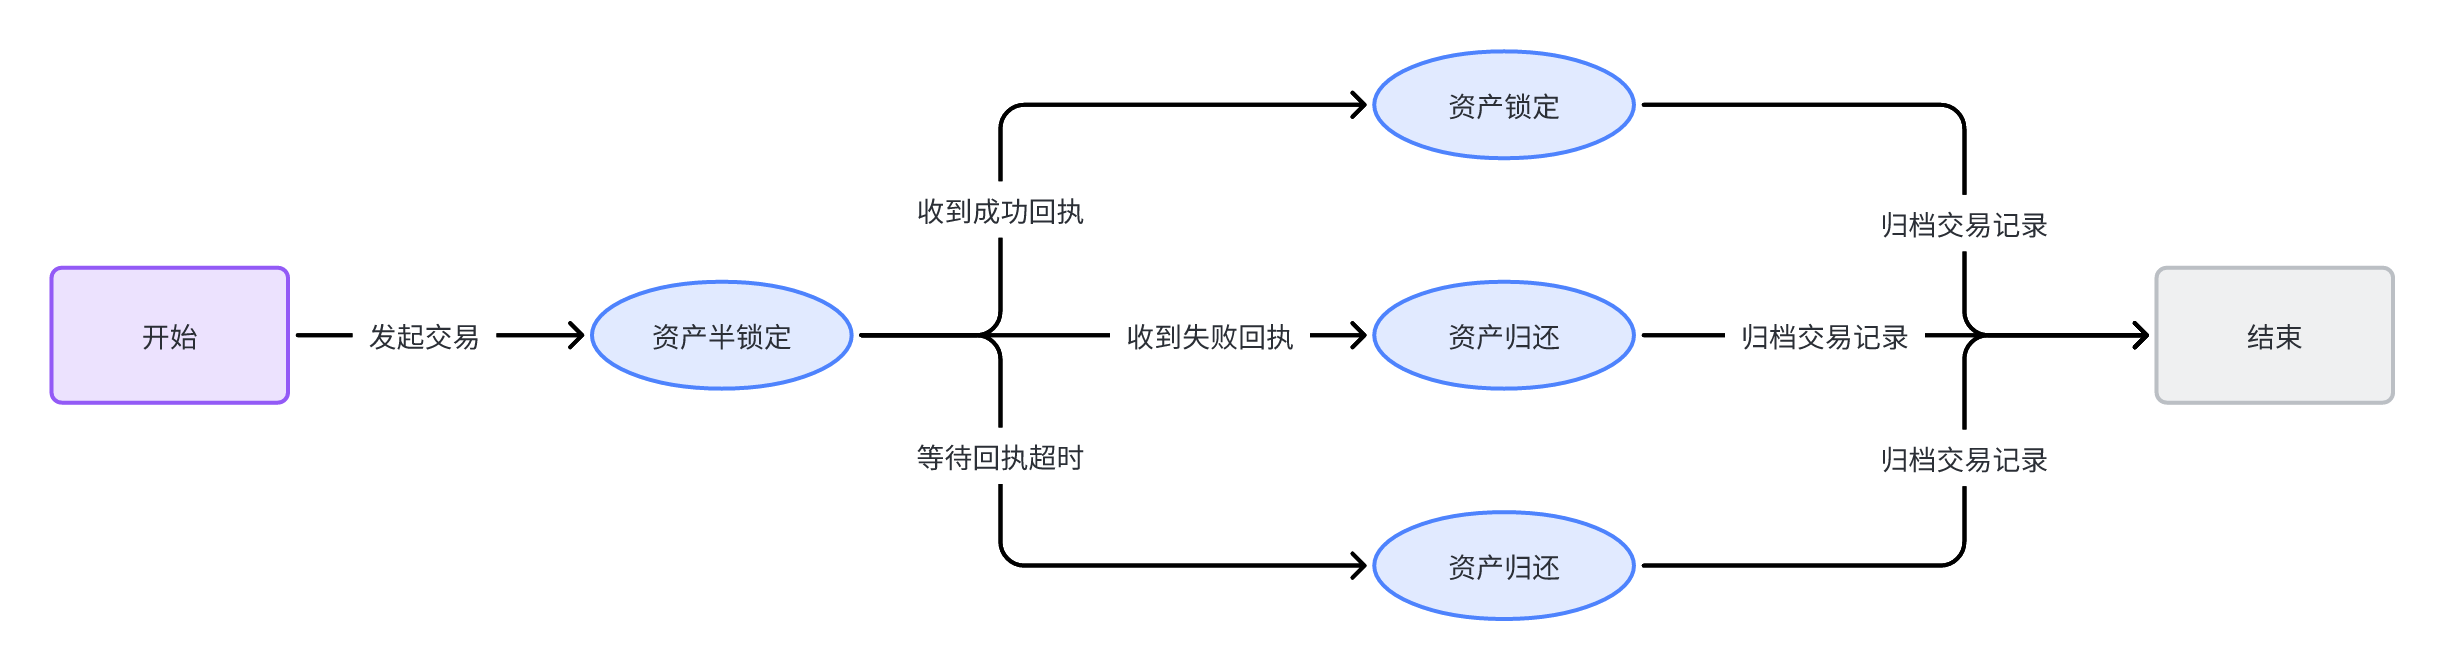 开始
发起交易
资产半锁定
收到成功回执
收到失败回执
等待回执超时
资产锁定
资产归还
资产归还
归档交易记录
归档交易记录
归档交易记录
结束